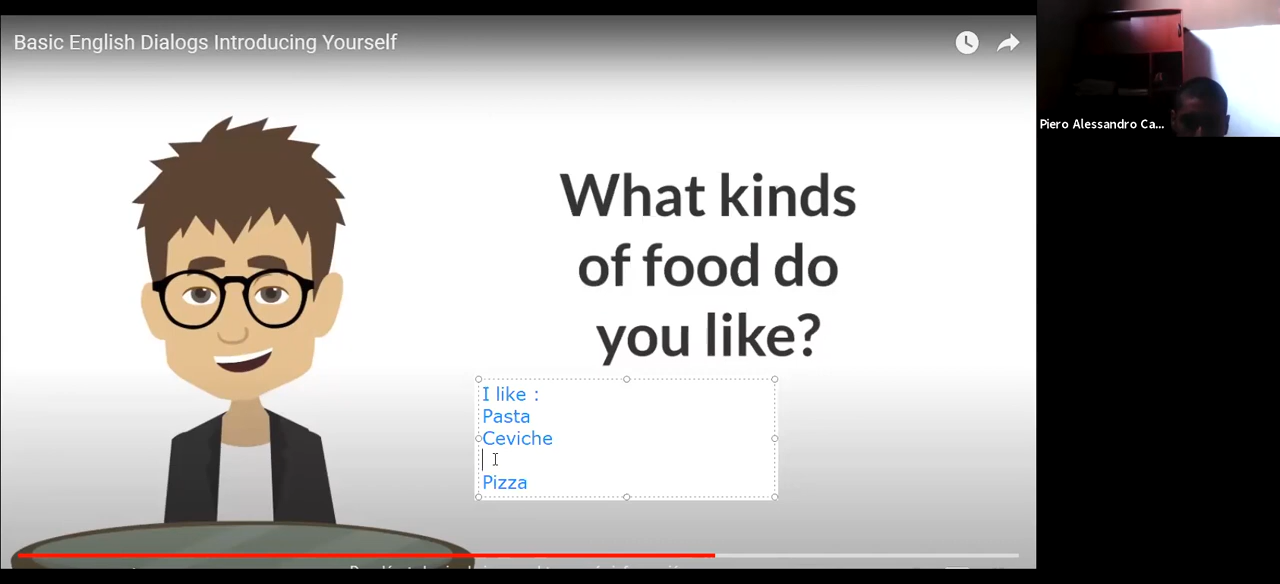 Basic English Dialogs Introducing Yourself
Piero Alessandro Ca...
What kinds
of food do
you like?
I like :
Pasta
Ceviche
Pizza